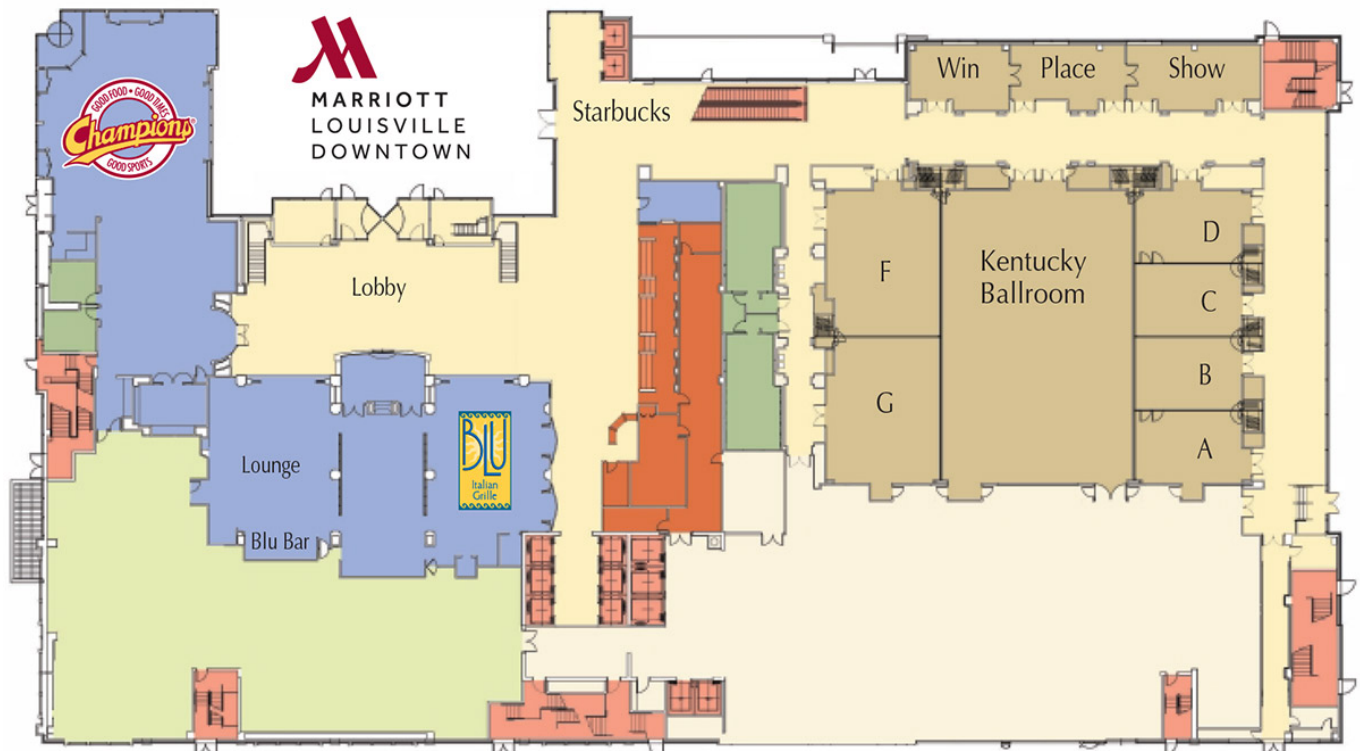 GOOD FOOD • GOOD TIMES
Champions®
GOOD SPORTS
MARRIOTT
LOUISVILLE
DOWNTOWN
Starbucks
Win
Place
Show
Lobby
F
Kentucky
Ballroom
D
C
B
A
G
Lounge
Blu Bar
BLU
Italian
Grille